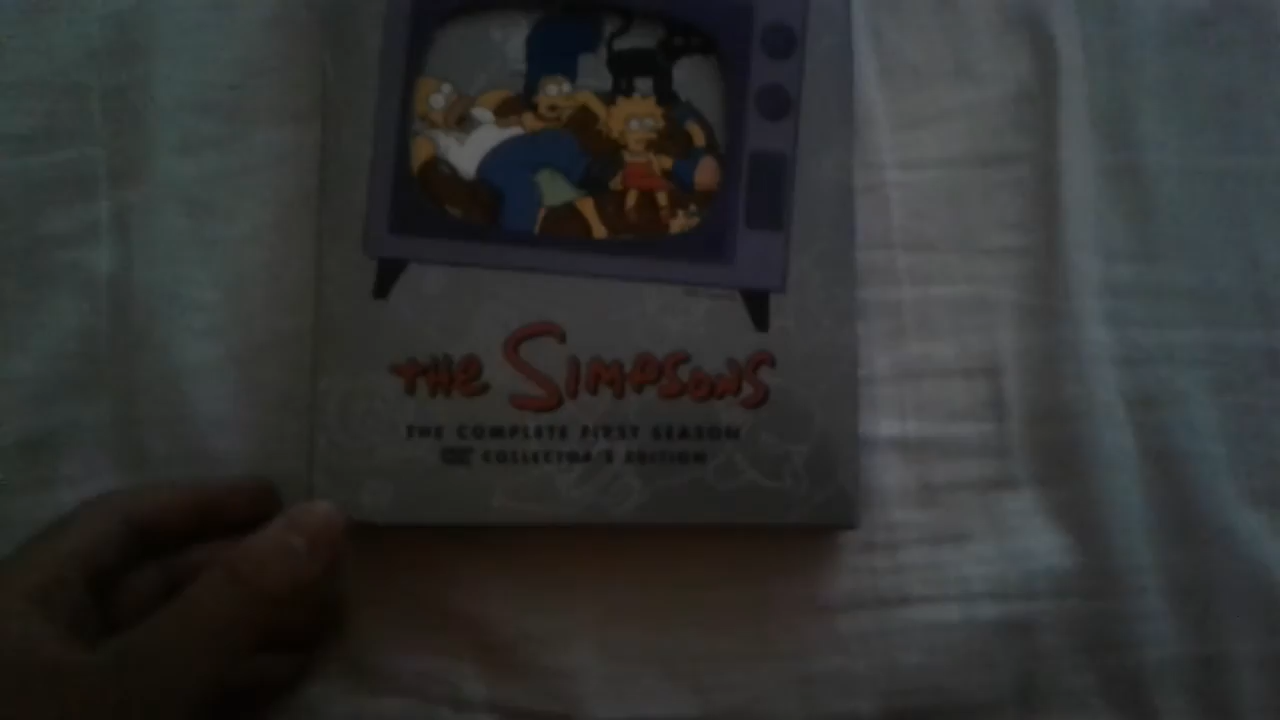 THE SIMPSONS
THE COMPLETE FIRST SEASON
COLLECTOR'S EDITION